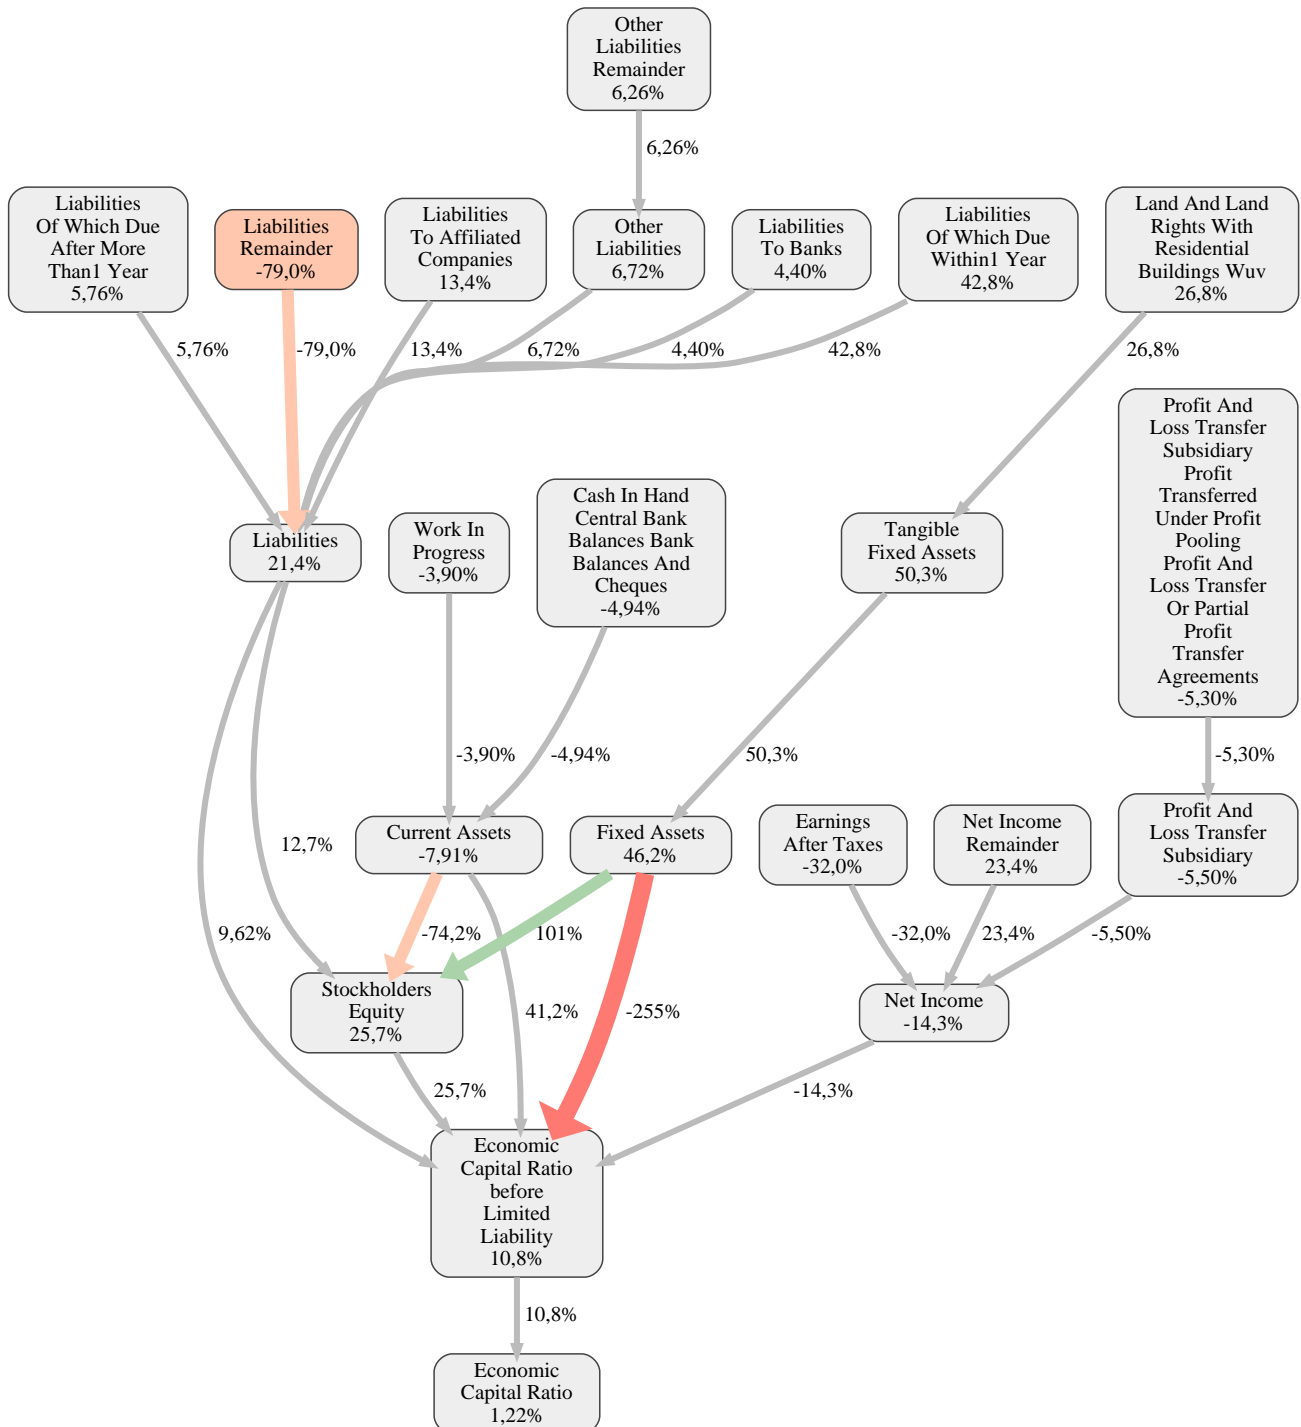 Other
Liabilities
Remainder
6,26%
6,26%
Liabilities
Of Which Due
After More
Than1 Year
5,76%
Liabilities
Remainder
-79,0%
Liabilities
To Affiliated
Companies
13,4%
Other
Liabilities
6,72%
Liabilities
To Banks
4,40%
Liabilities
Of Which Due
Within1 Year
42,8%
Land And Land
Rights With
Residential
Buildings Wuv
26,8%
5,76%
-79,0%
13,4%
6,72%
4,40%
42,8%
26,8%
Profit And
Loss Transfer
Subsidiary
Profit
Transferred
Under Profit
Pooling
Profit And
Loss Transfer
Or Partial
Profit
Transfer
Agreements
-5,30%
Liabilities
21,4%
Work In
Progress
-3,90%
Cash In Hand
Central Bank
Balances Bank
Balances And
Cheques
-4,94%
Tangible
Fixed Assets
50,3%
-3,90%
-4,94%
50,3%
-5,30%
Current Assets
-7,91%
Fixed Assets
46,2%
Earnings
After Taxes
-32,0%
Net Income
Remainder
23,4%
Profit And
Loss Transfer
Subsidiary
-5,50%
12,7%
9,62%
-74,2%
101%
-32,0%
23,4%
-5,50%
Stockholders
Equity
25,7%
41,2%
-255%
Net Income
-14,3%
25,7%
-14,3%
Economic
Capital Ratio
before
Limited
Liability
10,8%
10,8%
Economic
Capital Ratio
1,22%